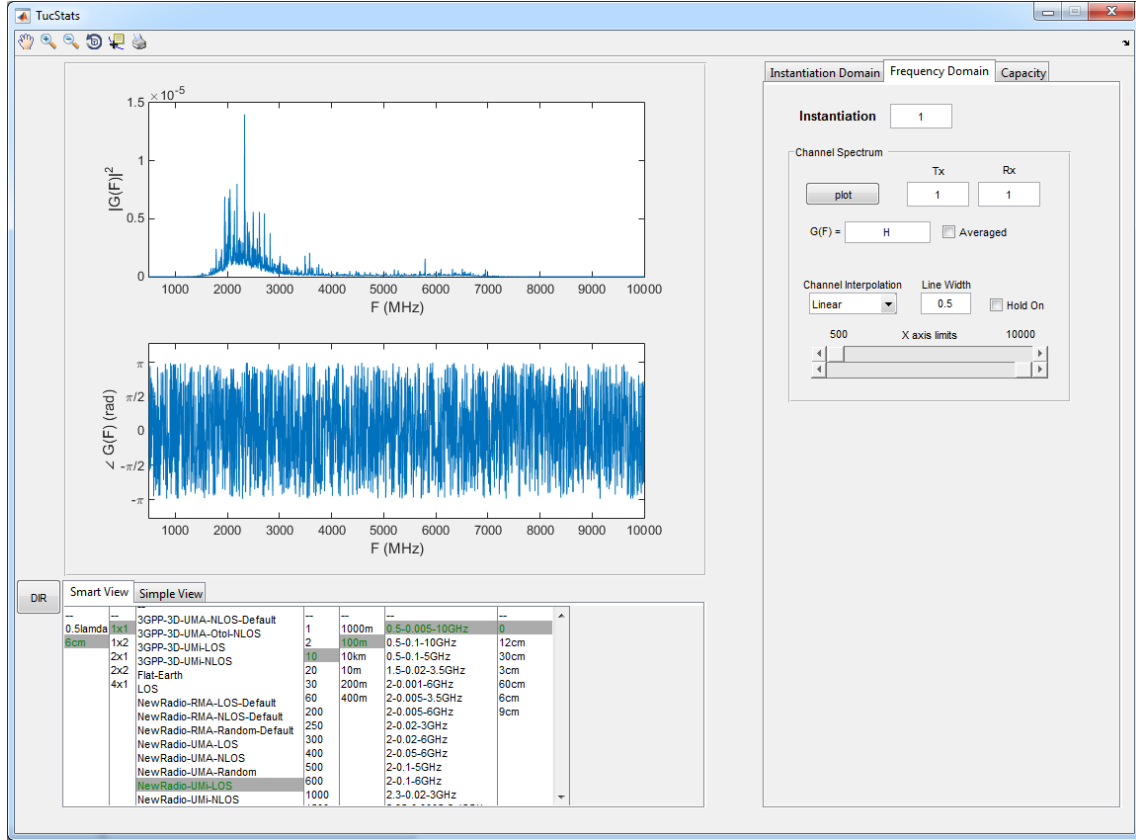 TucStats
Instantiation Domain Frequency Domain Capacity
×10-5
1.5
1
0.5
0
|G(F)|2
1000 2000 3000 4000 5000 6000 7000 8000 9000 10000
F (MHz)
π
π/2
0
-π/2
-π
∠ G(F) (rad)
1000 2000 3000 4000 5000 6000 7000 8000 9000 10000
F (MHz)
Instantiation 1
Channel Spectrum
Tx Rx
plot 1 1
G(F) = H Averaged
Channel Interpolation Line Width
Linear 0.5 Hold On
500 X axis limits 10000
DIR
Smart View Simple View
--
0.5lamda
6cm
--
1x1
1x2
2x1
2x2
4x1
--
3GPP-3D-UMA-NLOS-Default
3GPP-3D-UMA-OtoI-NLOS
3GPP-3D-UMi-LOS
3GPP-3D-UMi-NLOS
Flat-Earth
LOS
NewRadio-RMA-LOS-Default
NewRadio-RMA-NLOS-Default
NewRadio-RMA-Random-Default
NewRadio-UMA-LOS
NewRadio-UMA-NLOS
NewRadio-UMA-Random
NewRadio-UMi-LOS
NewRadio-UMi-NLOS
--
1
2
10
20
30
60
200
250
300
400
500
600
1000
--
1000m
100m
10km
10m
200m
400m
--
0.5-0.005-10GHz
0.5-0.1-10GHz
0.5-0.1-5GHz
1.5-0.02-3.5GHz
2-0.001-6GHz
2-0.005-3.5GHz
2-0.005-6GHz
2-0.02-3GHz
2-0.02-6GHz
2-0.05-6GHz
2-0.1-5GHz
2-0.1-6GHz
2.3-0.02-3GHz
--
0
12cm
30cm
3cm
60cm
6cm
9cm